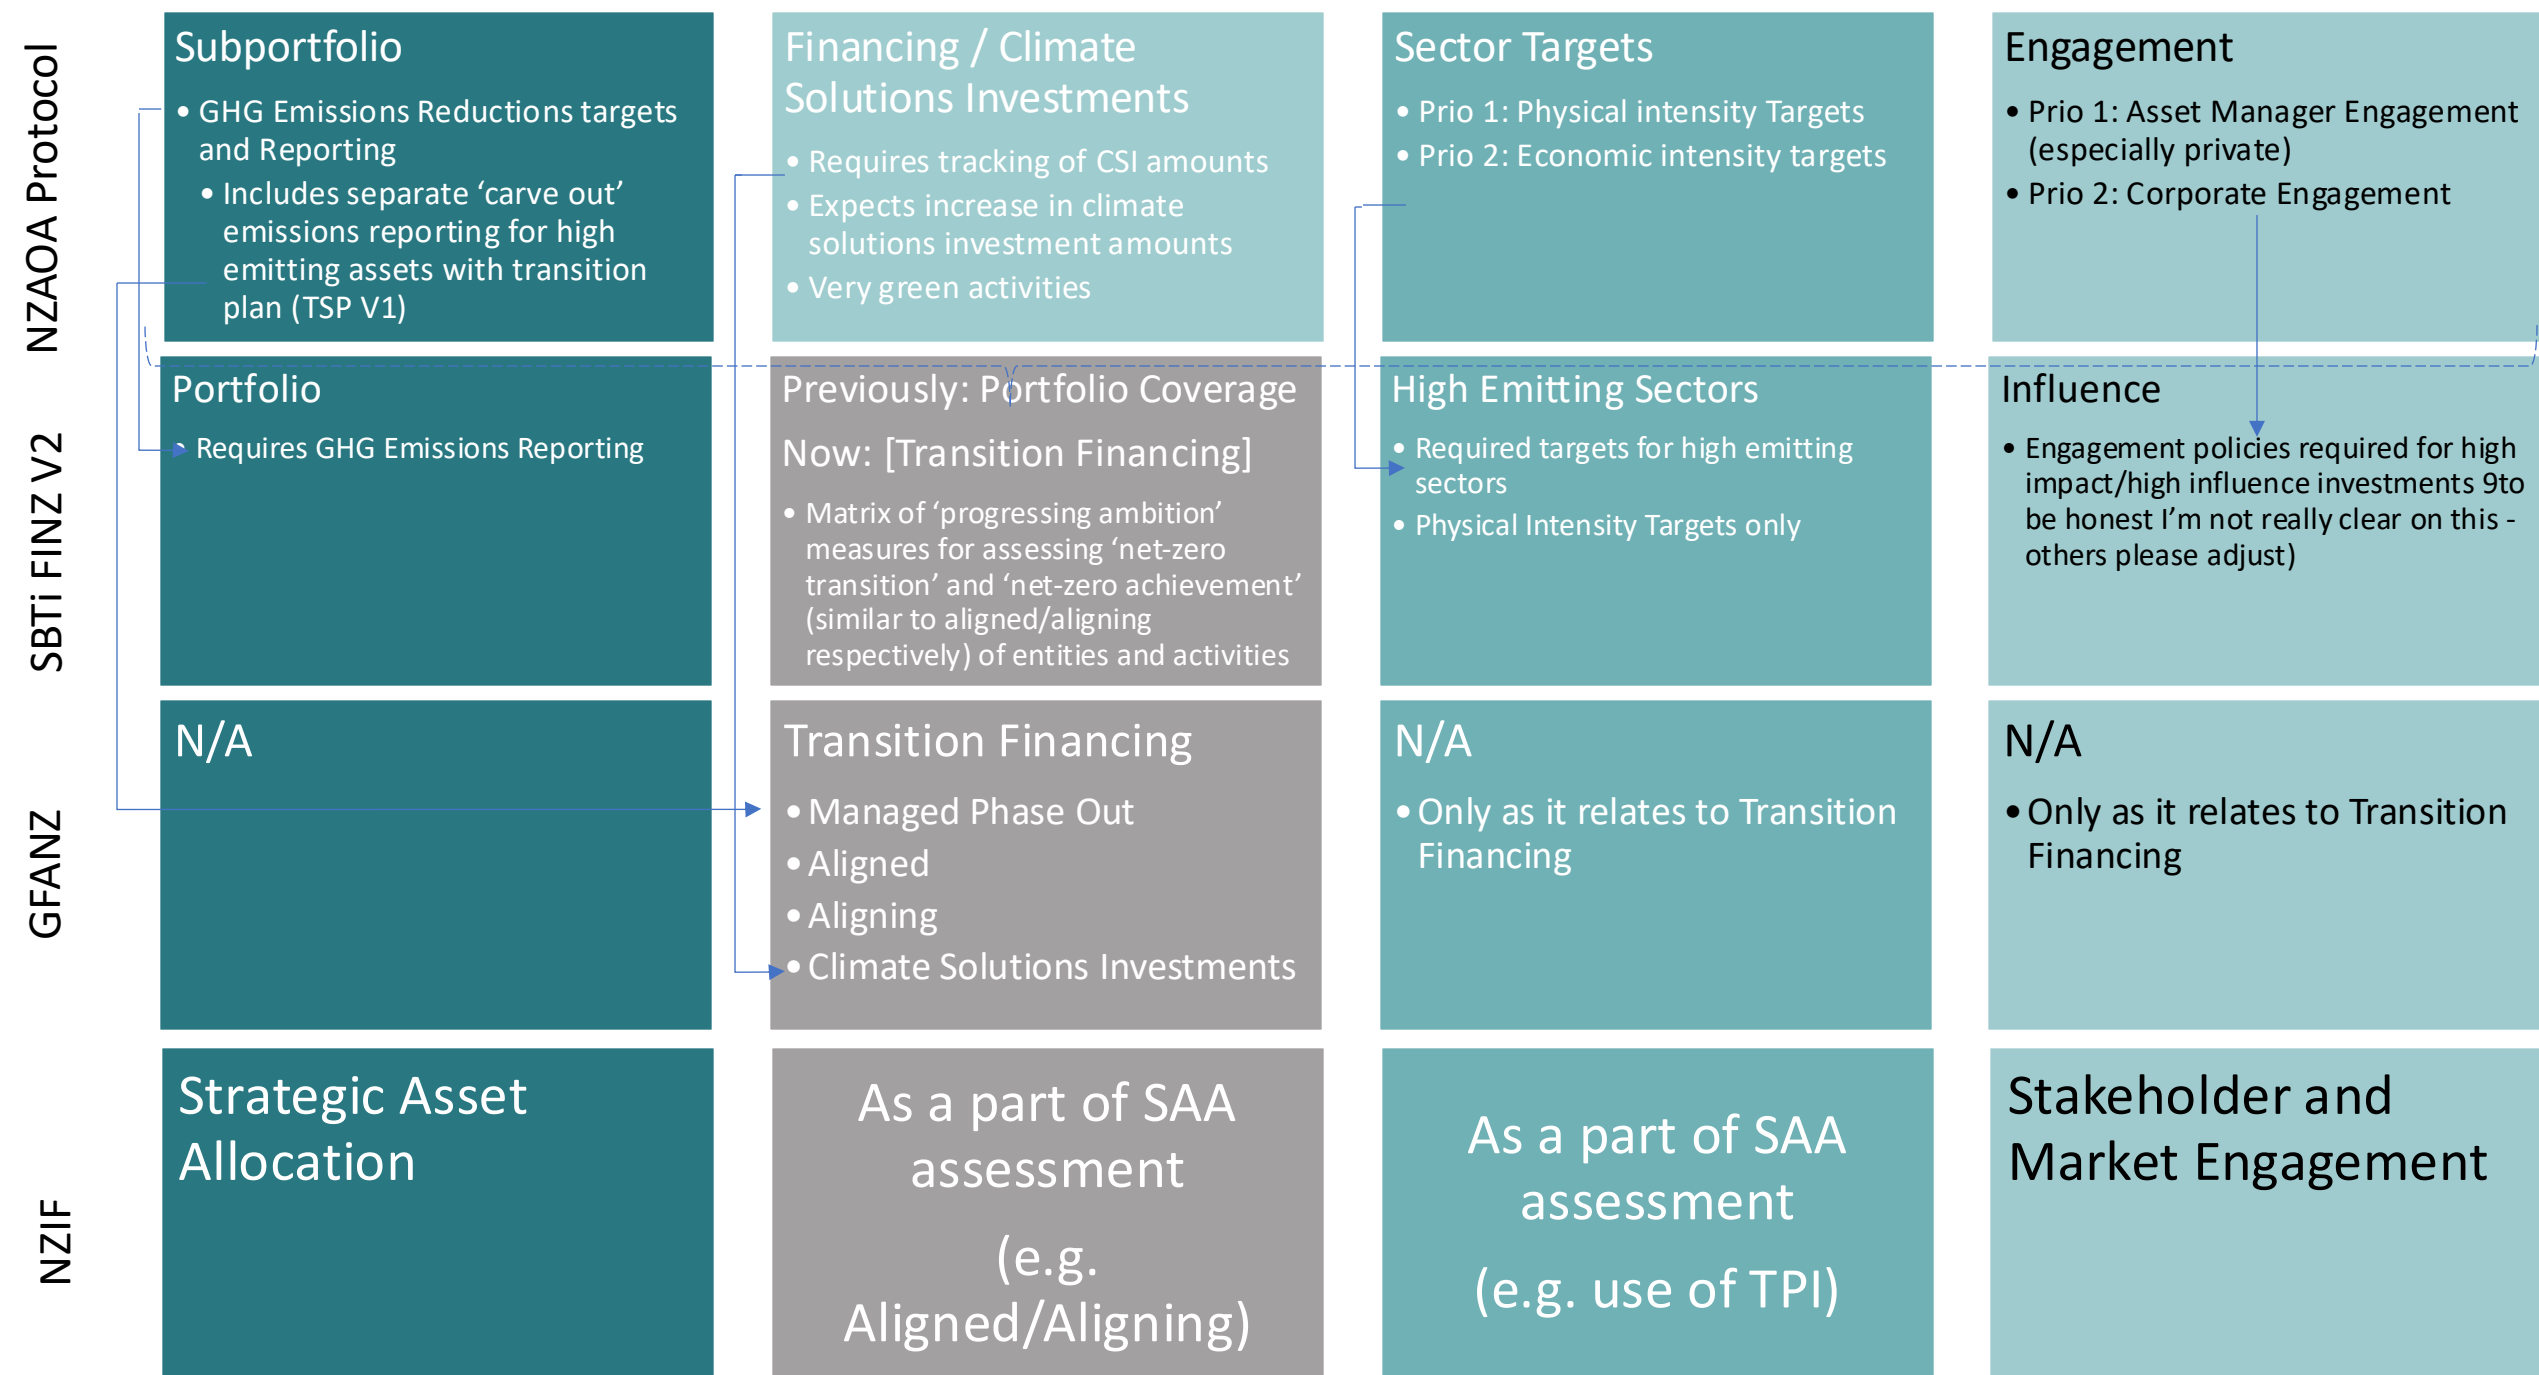 NZAOA Protocol
Subportfolio
• GHG Emissions Reductions targets
and Reporting
• Includes separate ‘carve out’
emissions reporting for high
emitting assets with transition
plan (TSP V1)
Financing / Climate
Solutions Investments
• Requires tracking of CSI amounts
• Expects increase in climate
solutions investment amounts
• Very green activities
Sector Targets
• Prio 1: Physical intensity Targets
• Prio 2: Economic intensity targets
Engagement
• Prio 1: Asset Manager Engagement
(especially private)
• Prio 2: Corporate Engagement
SBTi FINZ V2
Portfolio
• Requires GHG Emissions Reporting
Previously: Portfolio Coverage
Now: [Transition Financing]
• Matrix of ‘progressing ambition’
measures for assessing ‘net-zero
transition’ and ‘net-zero achievement’
(similar to aligned/aligning
respectively) of entities and activities
High Emitting Sectors
• Required targets for high emitting
sectors
• Physical Intensity Targets only
Influence
• Engagement policies required for high
impact/high influence investments 9to
be honest I’m not really clear on this -
others please adjust)
GFANZ
N/A
Transition Financing
• Managed Phase Out
• Aligned
• Aligning
• Climate Solutions Investments
N/A
• Only as it relates to Transition
Financing
N/A
• Only as it relates to Transition
Financing
NZIF
Strategic Asset
Allocation
As a part of SAA
assessment
(e.g.
Aligned/Aligning)
As a part of SAA
assessment
(e.g. use of TPI)
Stakeholder and
Market Engagement